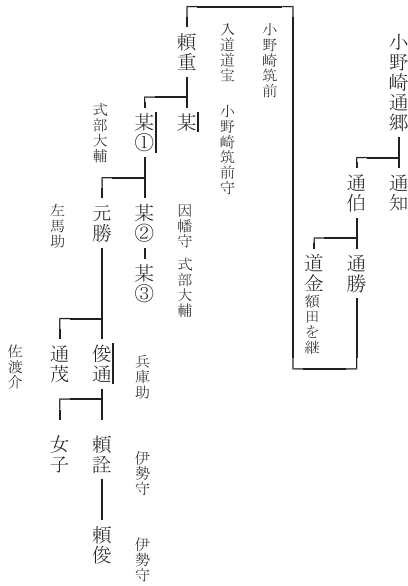 小野崎通郷
通知
通伯
通勝
道金額田を継
小野崎筑前
入道道宝 小野崎筑前守
頼重
某
某①
式部大輔
因幡守 式部大輔
某②
某③
元勝
左馬助
兵庫助
俊通
通茂
佐渡介
伊勢守
頼詮
女子
伊勢守
頼俊